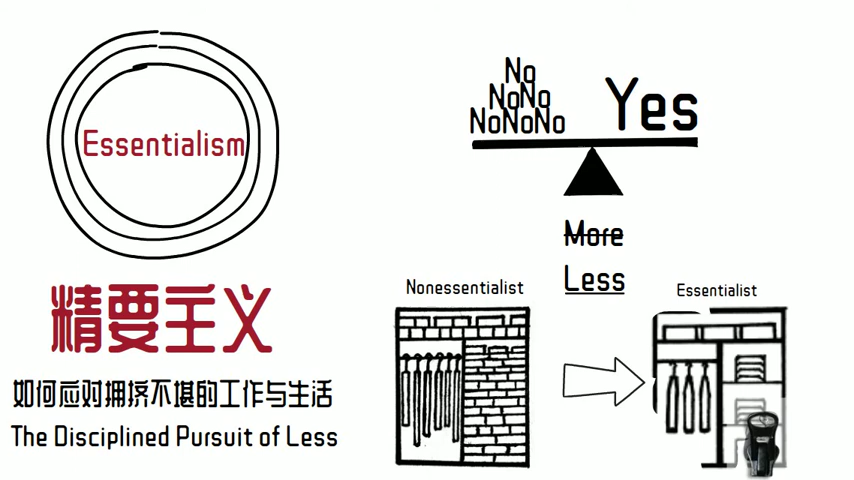 Essentialism
精要主义
如何应对拥挤不堪的工作与生活
The Disciplined Pursuit of Less
No
NoNo
NoNoNo
Yes
More
Less
Nonessentialist
Essentialist